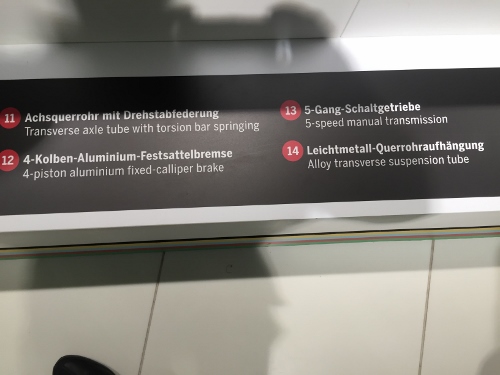 11 Achsquerrohr mit Drehstabfederung
Transverse axle tube with torsion bar springing
12 4-Kolben-Aluminium-Festsattelbremse
4-piston aluminium fixed-calliper brake
13 5-Gang-Schaltgetriebe
5-speed manual transmission
14 Leichtmetall-Querrohraufhängung
Alloy transverse suspension tube